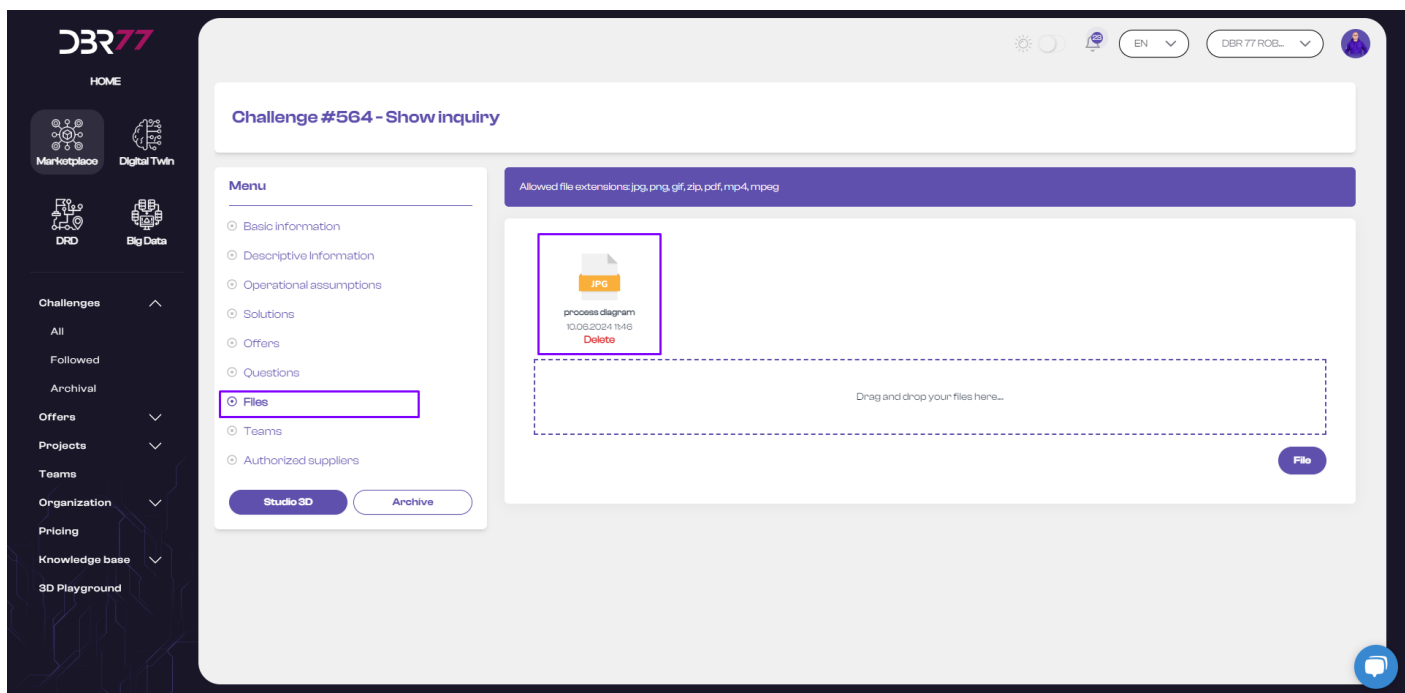 DBR77
HOME
Marketplace
Digital Twin
DRD
Big Data
Challenges
All
Followed
Archival
Offers
Projects
Teams
Organization
Pricing
Knowledge base
3D Playground
23
EN
DBR 77 ROB...
Challenge #564 - Show inquiry
Menu
Basic information
Descriptive Information
Operational assumptions
Solutions
Offers
Questions
Files
Teams
Authorized suppliers
Studio 3D
Archive
Allowed file extensions: jpg, png, gif, zip, pdf, mp4, mpeg
JPG
process diagram
10.06.2024 11:46
Delete
Drag and drop your files here...
File